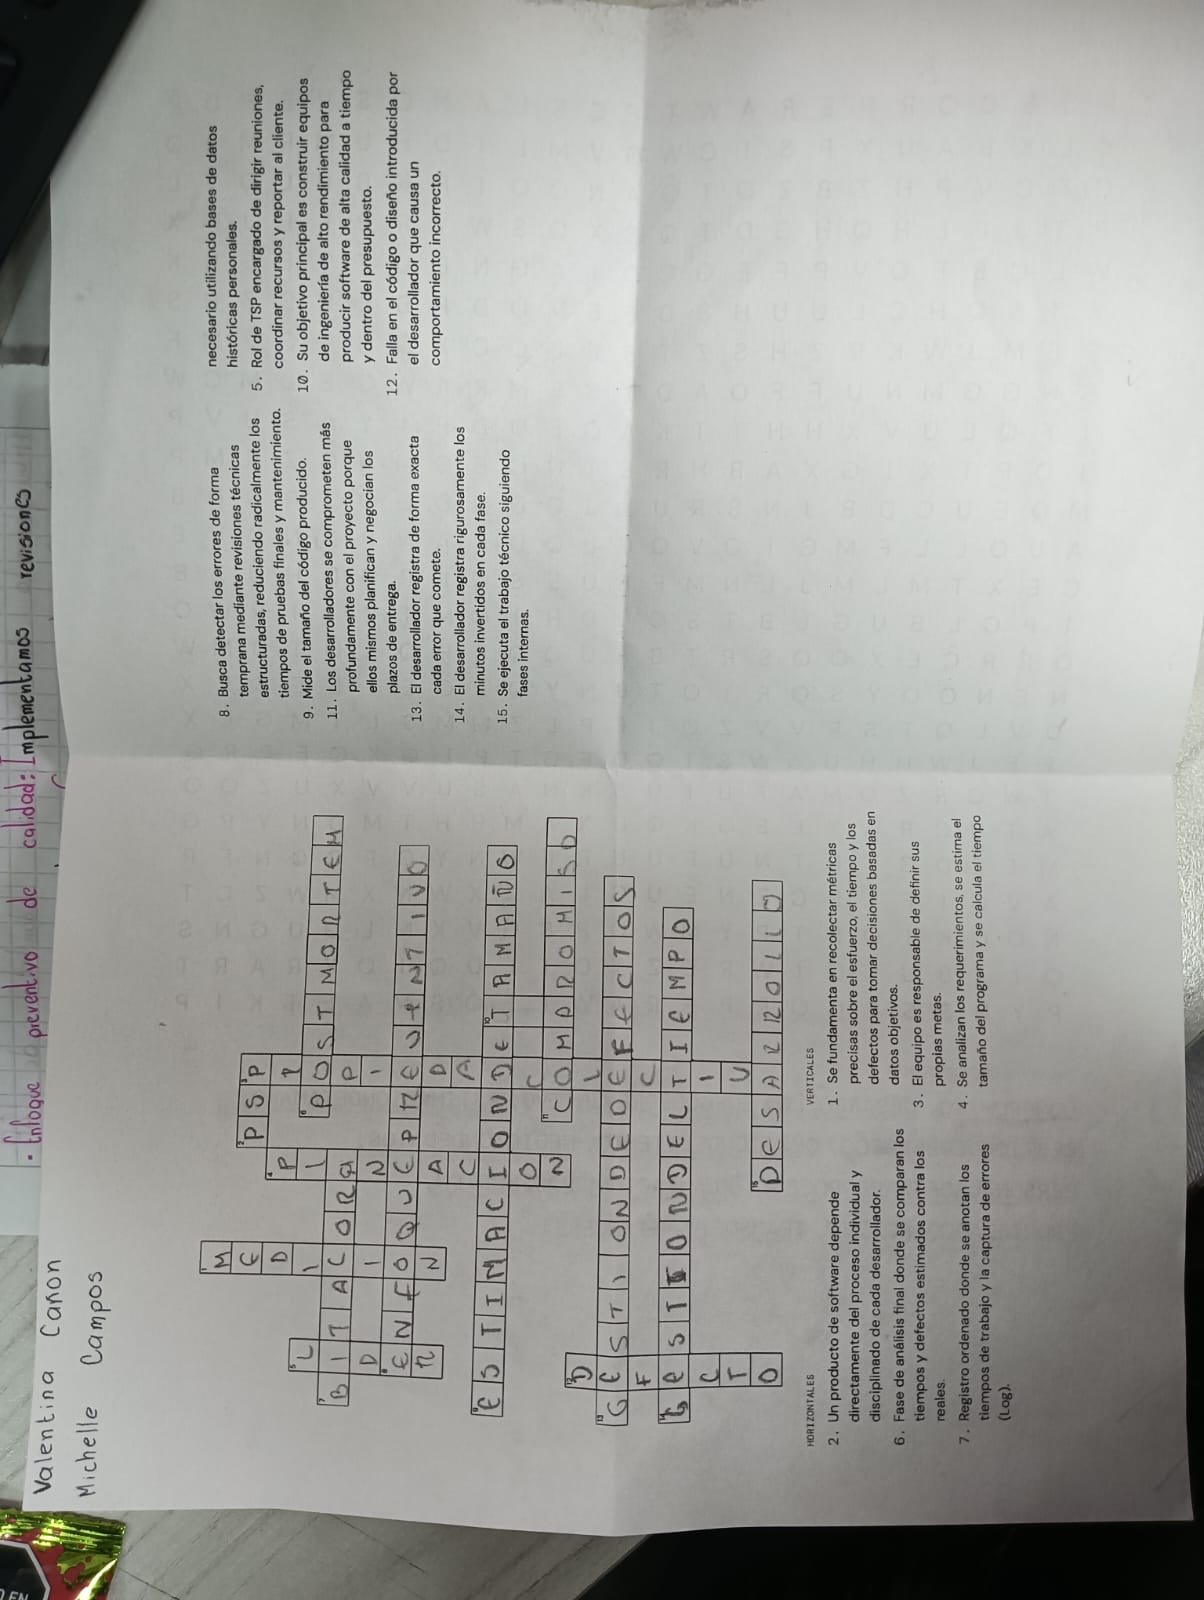 · Enfoque preventivo de calidad: Implementamos revisiones
Valentina Cañon
Michelle Campos
MEDICION
PSP
PROPIEDADCOLECTIVA
PLANEACION
LIDER
POSTMORTEM
BITACORA
ENFOQUEPREVENTIVO
ESTIMACIONDETAMAÑO
COMPROMISO
DEFECTO
GESTIONDEDEFECTOS
GESTIONDELTIEMPO
DESARROLLO
HORIZONTALES
2. Un producto de software depende
directamente del proceso individual y
disciplinado de cada desarrollador.
6. Fase de análisis final donde se comparan los
tiempos y defectos estimados contra los
reales.
7. Registro ordenado donde se anotan los
tiempos de trabajo y la captura de errores
(Log).
VERTICALES
1. Se fundamenta en recolectar métricas
precisas sobre el esfuerzo, el tiempo y los
defectos para tomar decisiones basadas en
datos objetivos.
3. El equipo es responsable de definir sus
propias metas.
4. Se analizan los requerimientos, se estima el
tamaño del programa y se calcula el tiempo
8. Busca detectar los errores de forma
temprana mediante revisiones técnicas
estructuradas, reduciendo radicalmente los
tiempos de pruebas finales y mantenimiento.
9. Mide el tamaño del código producido.
11. Los desarrolladores se comprometen más
profundamente con el proyecto porque
ellos mismos planifican y negocian los
plazos de entrega.
13. El desarrollador registra de forma exacta
cada error que comete.
14. El desarrollador registra rigurosamente los
minutos invertidos en cada fase.
15. Se ejecuta el trabajo técnico siguiendo
fases internas.
necesario utilizando bases de datos
históricas personales.
5. Rol de TSP encargado de dirigir reuniones,
coordinar recursos y reportar al cliente.
10. Su objetivo principal es construir equipos
de ingeniería de alto rendimiento para
producir software de alta calidad a tiempo
y dentro del presupuesto.
12. Falla en el código o diseño introducida por
el desarrollador que causa un
comportamiento incorrecto.